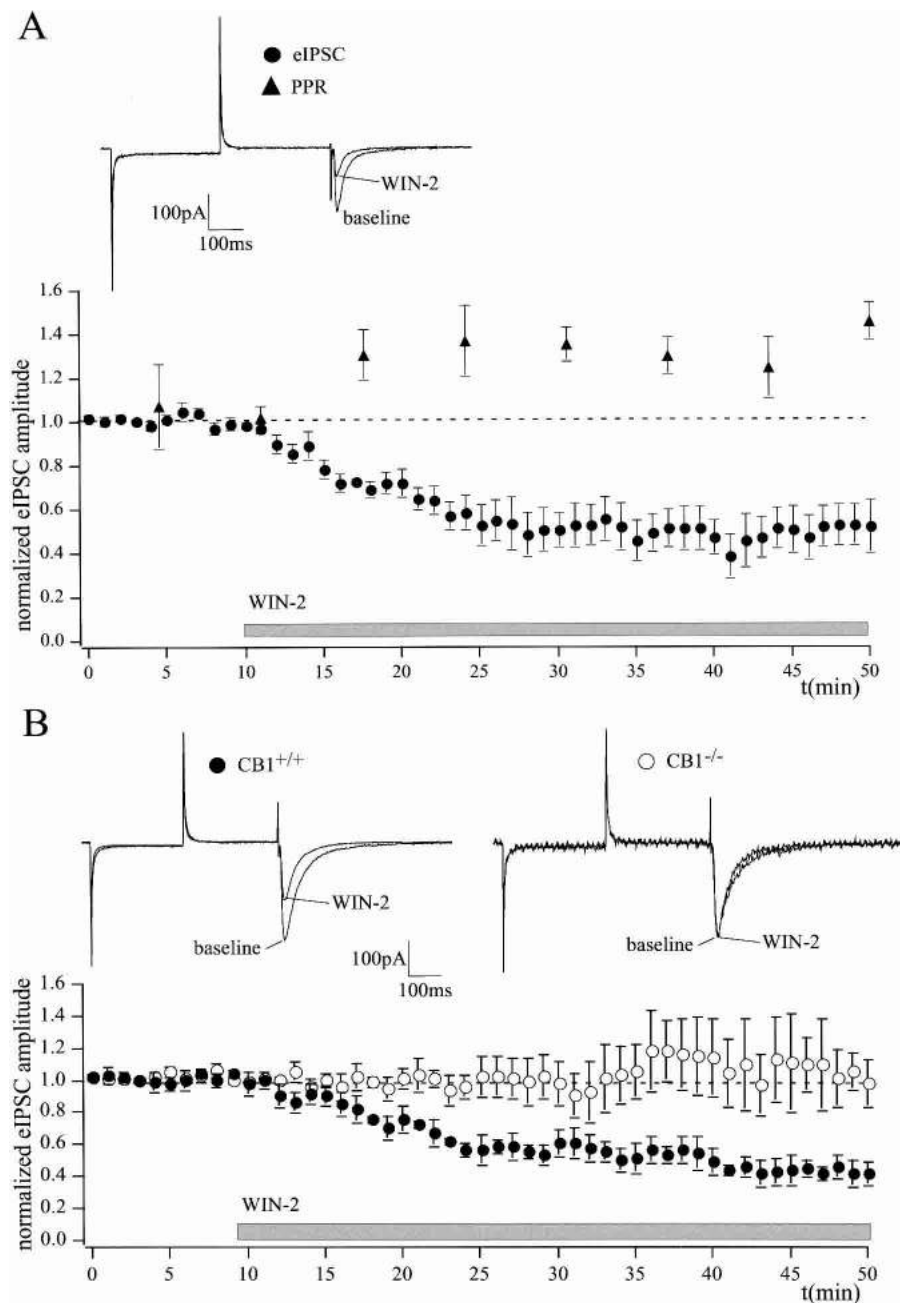 A
eIPSC
PPR
WIN-2
baseline
100pA
100ms
normalized eIPSC amplitude
1.6
1.4
1.2
1.0
0.8
0.6
0.4
0.2
0.0
WIN-2
0 5 10 15 20 25 30 35 40 45 50
t(min)
B
CB1+/+
CB1-/-
WIN-2
baseline
100pA
100ms
baseline
WIN-2
normalized eIPSC amplitude
1.6
1.4
1.2
1.0
0.8
0.6
0.4
0.2
0.0
WIN-2
0 5 10 15 20 25 30 35 40 45 50
t(min)